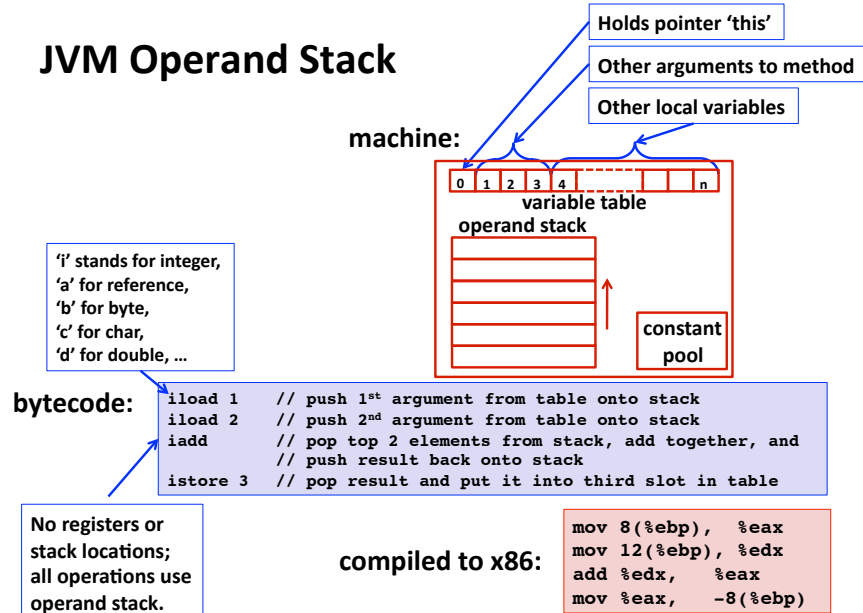 JVM Operand Stack
Holds pointer ‘this’
Other arguments to method
Other local variables
machine:
0 1 2 3 4 n
variable table
operand stack
constant
pool
‘i’ stands for integer,
‘a’ for reference,
‘b’ for byte,
‘c’ for char,
‘d’ for double, ...
bytecode:
iload 1 // push 1st argument from table onto stack
iload 2 // push 2nd argument from table onto stack
iadd // pop top 2 elements from stack, add together, and
// push result back onto stack
istore 3 // pop result and put it into third slot in table
No registers or
stack locations;
all operations use
operand stack.
compiled to x86:
mov 8(%ebp), %eax
mov 12(%ebp), %edx
add %edx, %eax
mov %eax, -8(%ebp)